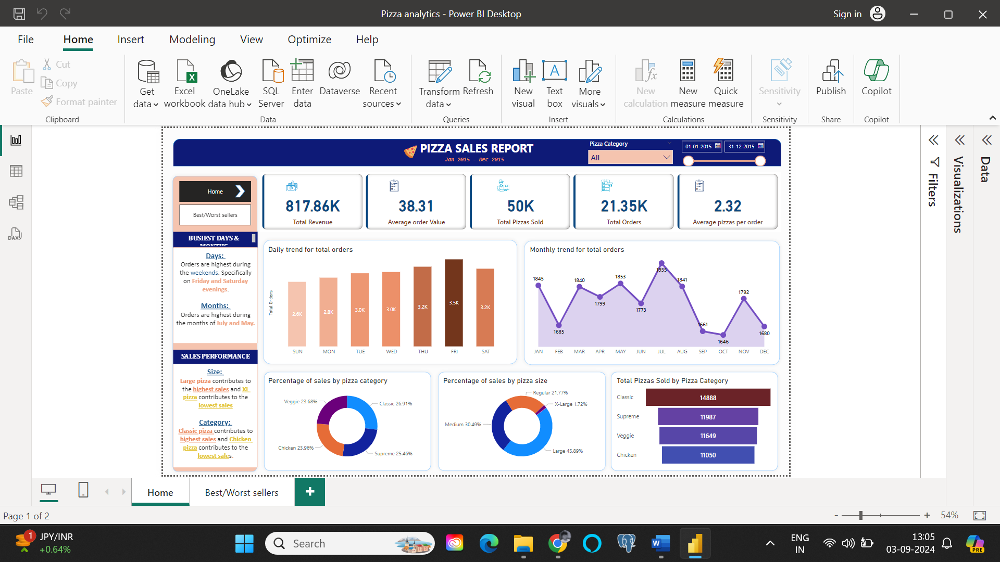 Pizza analytics - Power BI Desktop
Sign in
File Home Insert Modeling View Optimize Help
Paste
Cut
Copy
Format painter
Clipboard
Get data
Excel workbook
OneLake data hub
SQL Server
Enter data
Dataverse
Recent sources
Data
Transform data
Refresh
Queries
New visual
Text box
More visuals
Insert
New calculation
New measure
Quick measure
Calculations
Sensitivity
Sensitivity
Publish
Share
Copilot
Copilot
PIZZA SALES REPORT
Jan 2015 - Dec 2015
Pizza Category
All
01-01-2015
31-12-2015
Home
Best/Worst sellers
817.86K
Total Revenue
38.31
Average order Value
50K
Total Pizzas Sold
21.35K
Total Orders
2.32
Average pizzas per order
BUSIEST DAYS &
MONTHS
Days:
Orders are highest during
the weekends. Specifically
on Friday and Saturday
evenings.
Months:
Orders are highest during
the months of July and May.
SALES PERFORMANCE
Size:
Large pizza contributes to
the highest sales and XL
pizza contributes to the
lowest sales
Category:
Classic pizza contributes to
highest sales and Chicken
pizza contributes to the
lowest sales.
Daily trend for total orders
Total Orders
2.6K 2.8K 3.0K 3.0K 3.2K 3.5K 3.2K
SUN MON TUE WED THU FRI SAT
Monthly trend for total orders
1845 1685 1840 1799 1853 1773 1935 1841 1661 1646 1792 1680
JAN FEB MAR APR MAY JUN JUL AUG SEP OCT NOV DEC
Percentage of sales by pizza category
Veggie 23.68%
Classic 26.91%
Chicken 23.96%
Supreme 25.46%
Percentage of sales by pizza size
Regular 21.77%
X-Large 1.72%
Medium 30.49%
Large 45.89%
Total Pizzas Sold by Pizza Category
Classic 14888
Supreme 11987
Veggie 11649
Chicken 11050
Filters
Visualizations
Data
DAX
Home
Best/Worst sellers
+
Page 1 of 2
- + 54%
1
JPY/INR
+0.64%
Search
W
ENG
IN
13:05
03-09-2024
PRE